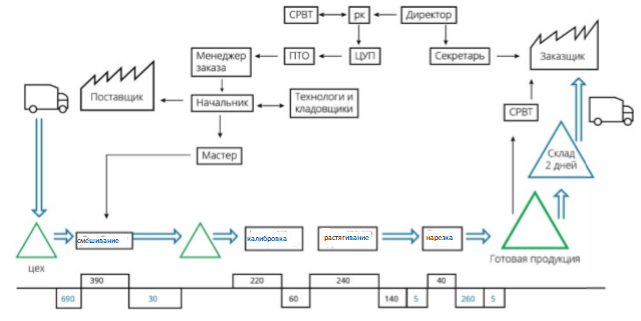 СРВТ
рк
Директор
Менеджер
заказа
ПТО
ЦУП
Секретарь
Заказщик
Поставщик
Начальник
Технологи и
кладовщики
СРВТ
Мастер
Склад
2 дней
смешивание
калибровка
растягивание
нарезка
цех
Готовая продукция
390
220
240
40
690
30
60
140
5
260
5